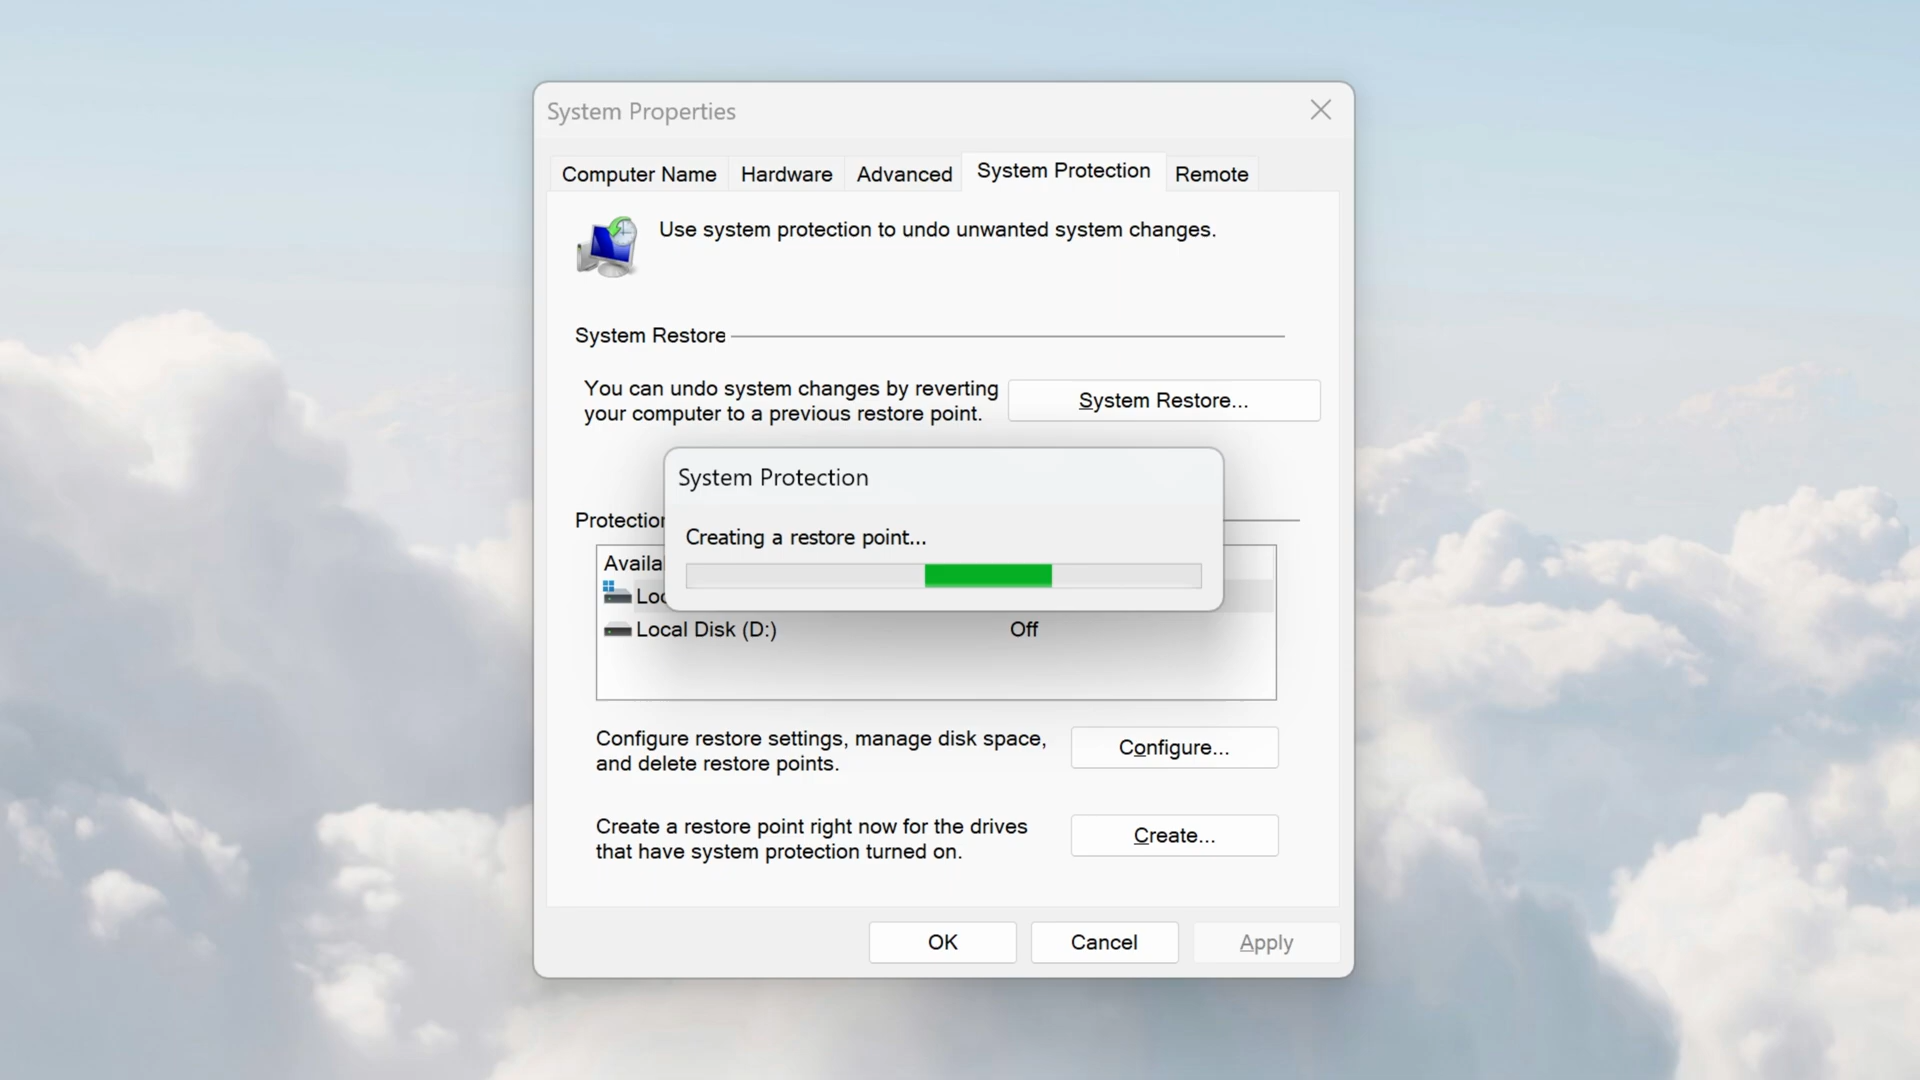 System Properties
Computer Name Hardware Advanced System Protection Remote
Use system protection to undo unwanted system changes.
System Restore
You can undo system changes by reverting
your computer to a previous restore point.
System Restore...
System Protection
Creating a restore point...
Local Disk (D:) Off
Configure restore settings, manage disk space,
and delete restore points.
Configure...
Create a restore point right now for the drives
that have system protection turned on.
Create...
OK Cancel Apply